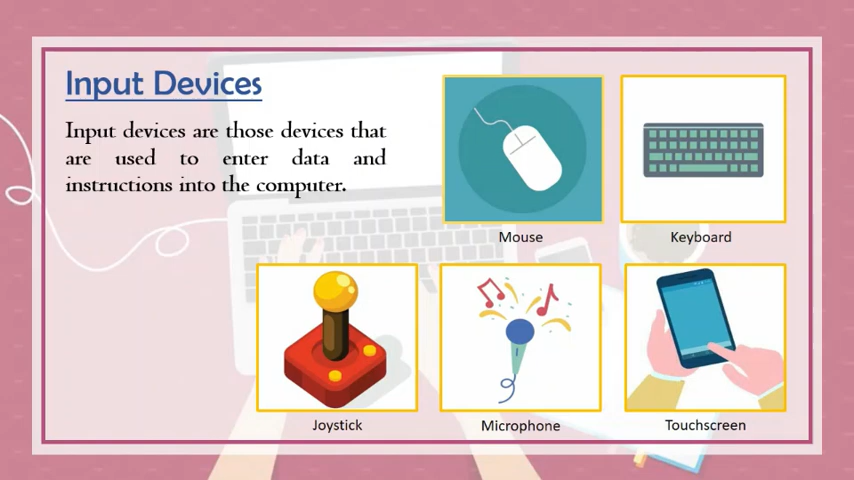 Input Devices
Input devices are those devices that
are used to enter data and
instructions into the computer.
Mouse
Keyboard
Joystick
Microphone
Touchscreen